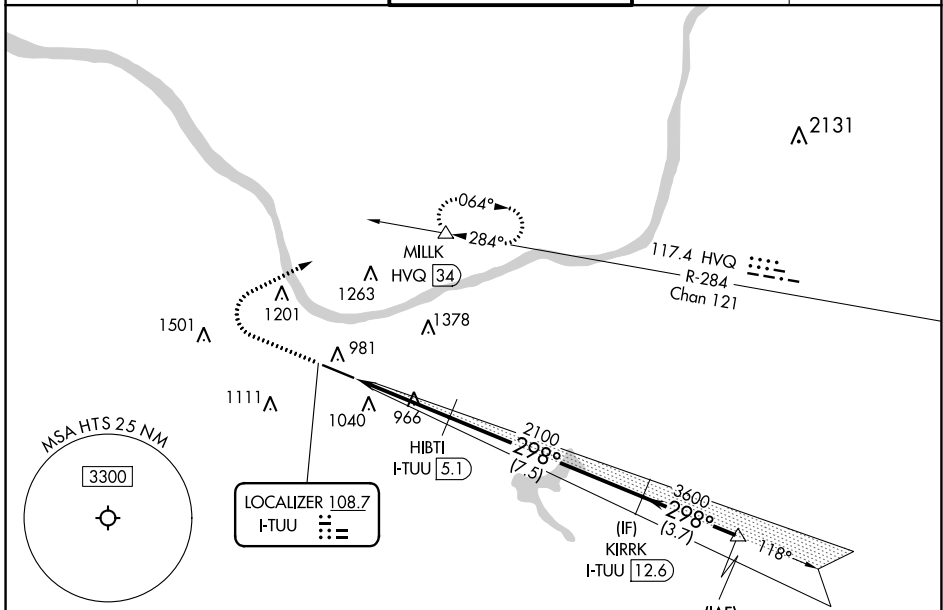 2131
064°
284°
MILLK
HVQ 34
117.4 HVQ
R-284
Chan 121
1263
1201
1378
1501
981
1111
1040
966
HIBTI
I-TUU 5.1
2100
298°
(7.5)
3600
298°
(3.7)
118°
(IF)
KIRRK
I-TUU 12.6
(IAF)
MSA HTS 25 NM
3300
LOCALIZER 108.7
I-TUU